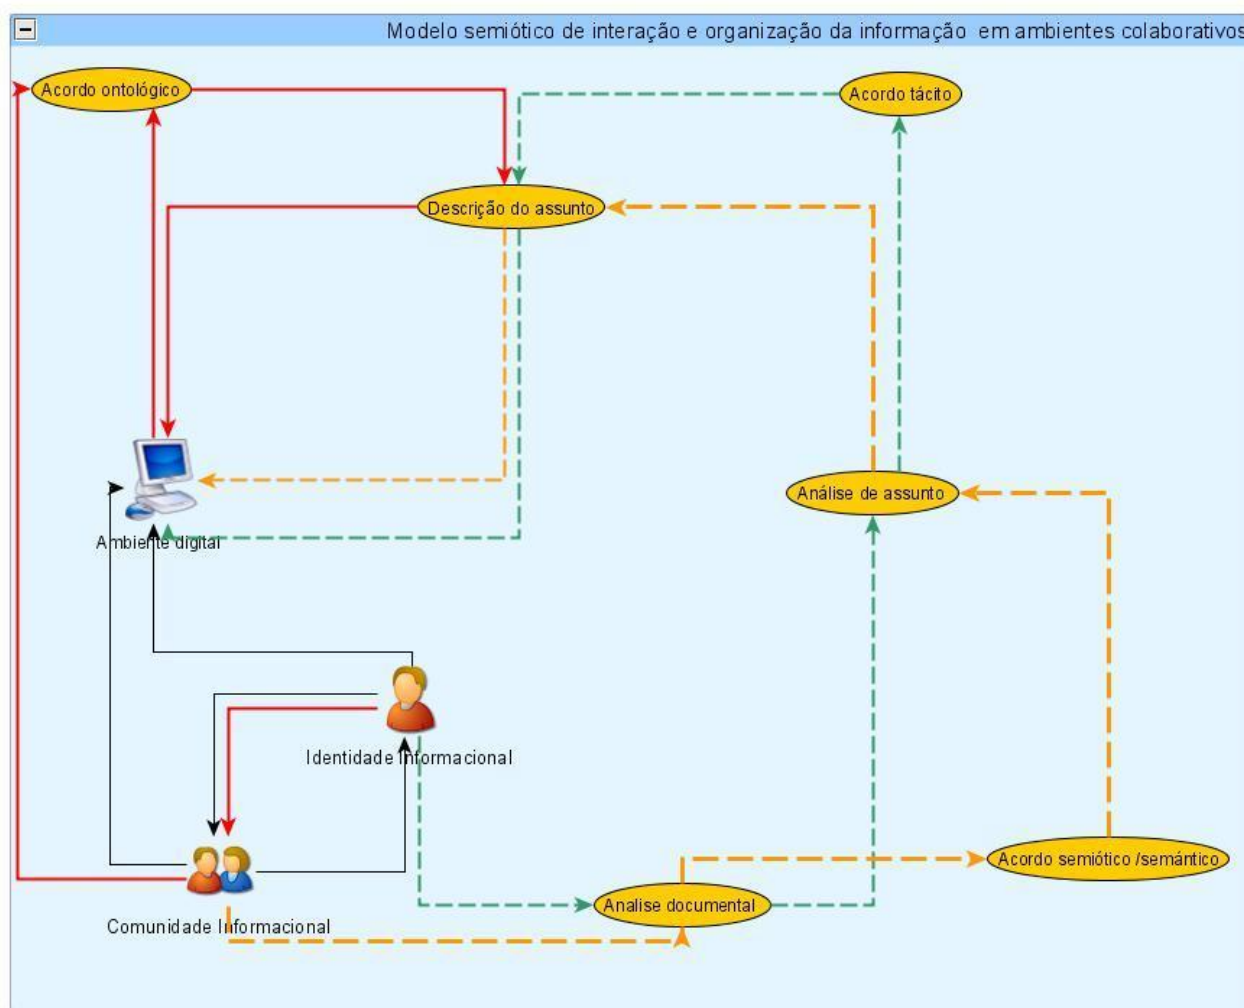 Modelo semiótico de interação e organização da informação em ambientes colaborativos
Acordo ontológico
Acordo tácito
Descrição do assunto
Análise de assunto
Ambiente digital
Identidade Informacional
Acordo semiótico /semántico
Analise documental
Comunidade Informacional